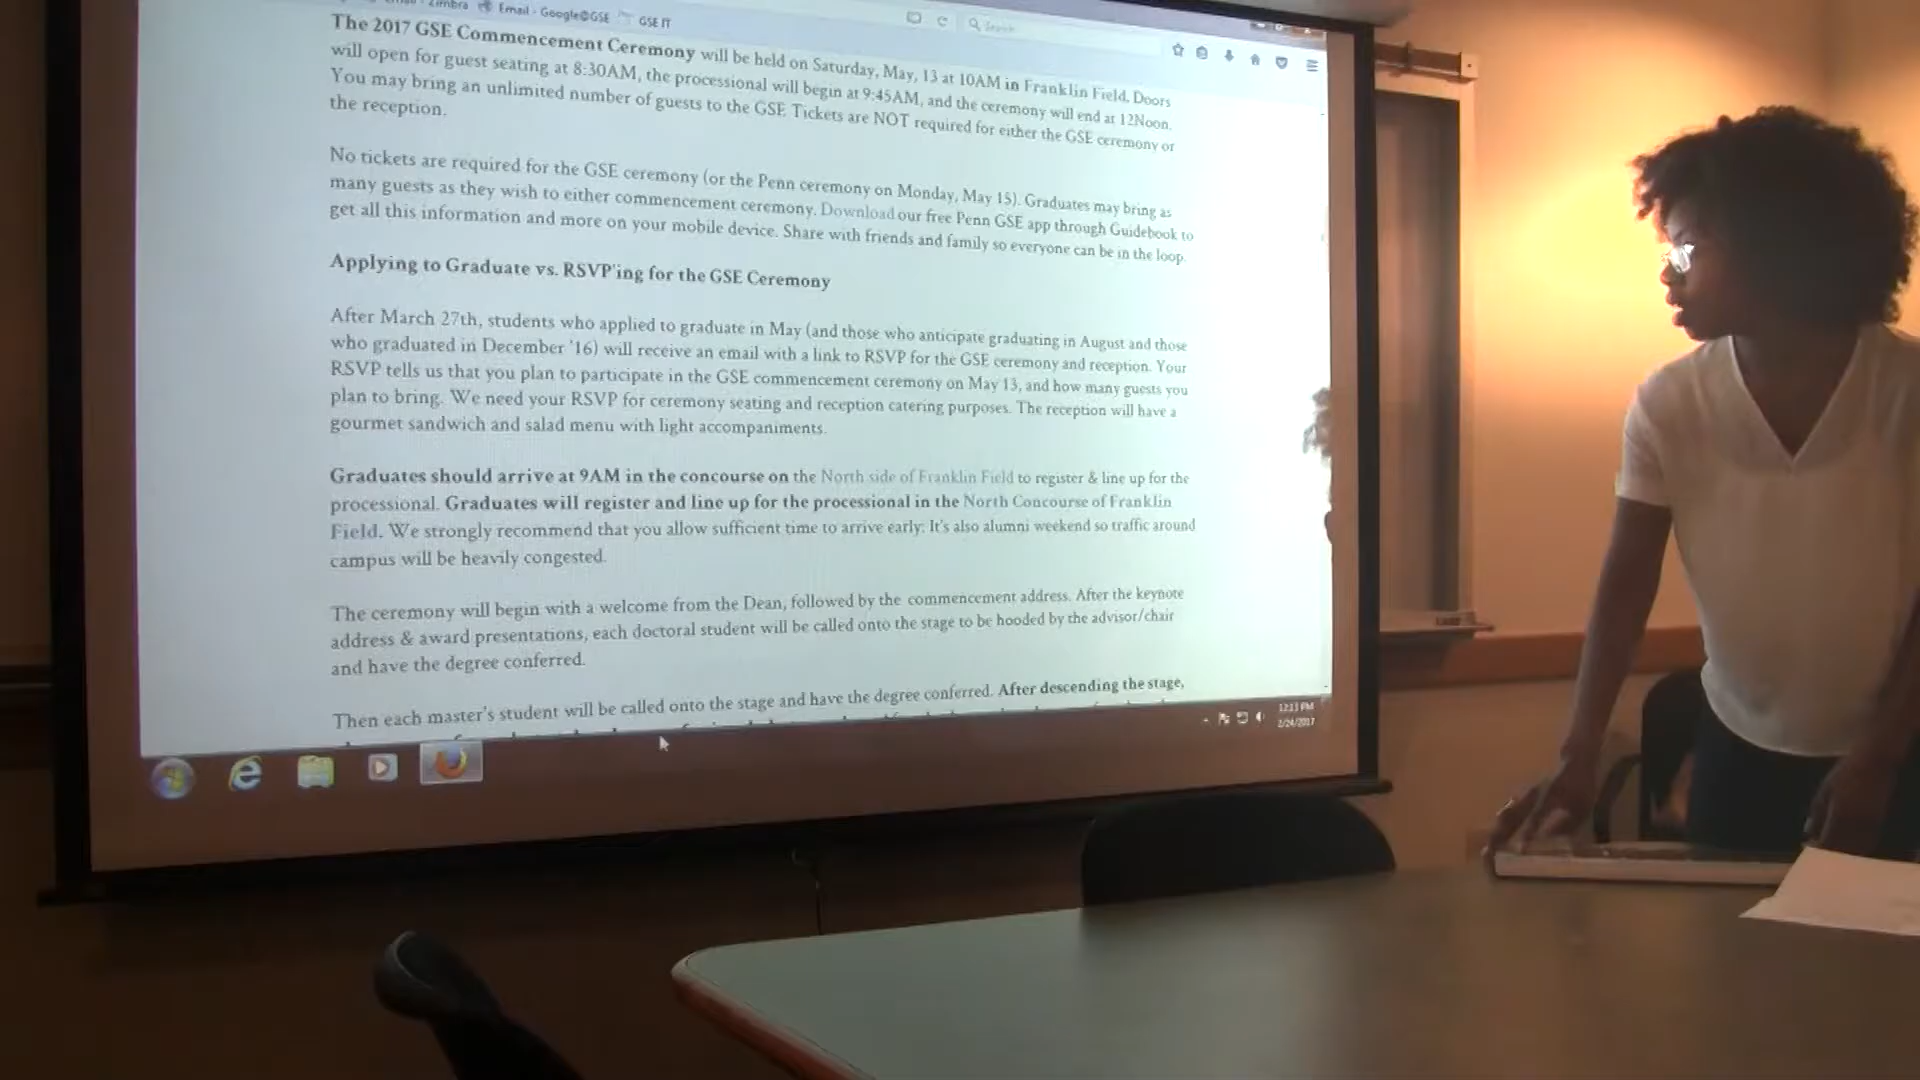 Zimbra Email - Google@GSE GSE IT
Search
The 2017 GSE Commencement Ceremony will be held on Saturday, May, 13 at 10AM in Franklin Field. Doors
will open for guest seating at 8:30AM, the processional will begin at 9:45AM, and the ceremony will end at 12Noon.
You may bring an unlimited number of guests to the GSE Tickets are NOT required for either the GSE ceremony or
the reception.
No tickets are required for the GSE ceremony (or the Penn ceremony on Monday, May 15). Graduates may bring as
many guests as they wish to either commencement ceremony. Download our free Penn GSE app through Guidebook to
get all this information and more on your mobile device. Share with friends and family so everyone can be in the loop.
Applying to Graduate vs. RSVP'ing for the GSE Ceremony
After March 27th, students who applied to graduate in May (and those who anticipate graduating in August and those
who graduated in December '16) will receive an email with a link to RSVP for the GSE ceremony and reception. Your
RSVP tells us that you plan to participate in the GSE commencement ceremony on May 13, and how many guests you
plan to bring. We need your RSVP for ceremony seating and reception catering purposes. The reception will have a
gourmet sandwich and salad menu with light accompaniments.
Graduates should arrive at 9AM in the concourse on the North side of Franklin Field to register & line up for the
processional. Graduates will register and line up for the processional in the North Concourse of Franklin
Field. We strongly recommend that you allow sufficient time to arrive early: It's also alumni weekend so traffic around
campus will be heavily congested.
The ceremony will begin with a welcome from the Dean, followed by the commencement address. After the keynote
address & award presentations, each doctoral student will be called onto the stage to be hooded by the advisor/chair
and have the degree conferred.
Then each master's student will be called onto the stage and have the degree conferred. After descending the stage,
12:13 PM
2/24/2017